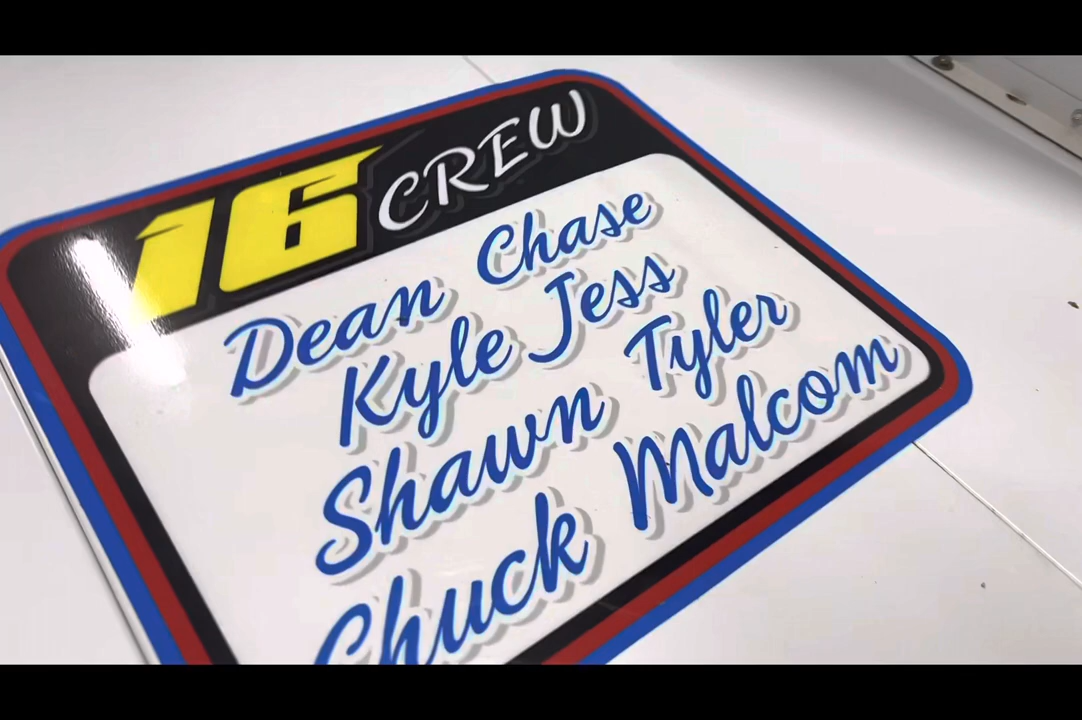 16 CREW
Dean Chase
Kyle Jess
Shawn Tyler
Chuck Malcom